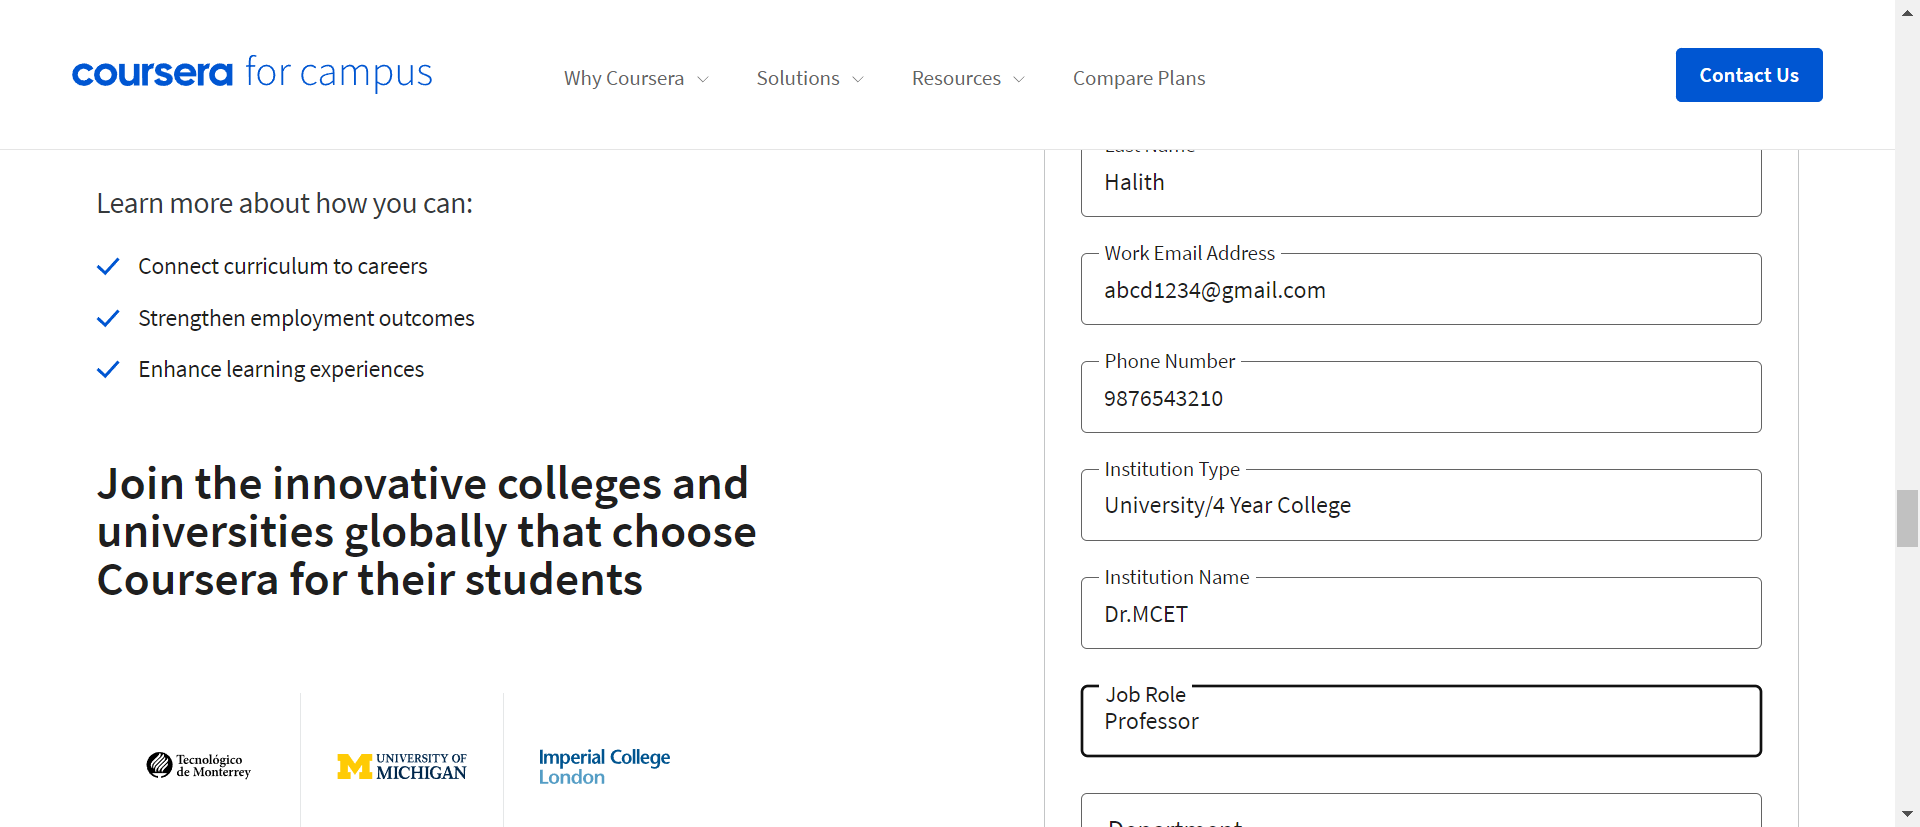 coursera for campus
Why Coursera
Solutions
Resources
Compare Plans
Contact Us
Learn more about how you can:
Connect curriculum to careers
Strengthen employment outcomes
Enhance learning experiences
Join the innovative colleges and
universities globally that choose
Coursera for their students
Tecnológico
de Monterrey
UNIVERSITY OF
MICHIGAN
Imperial College
London
Last Name
Halith
Work Email Address
abcd1234@gmail.com
Phone Number
9876543210
Institution Type
University/4 Year College
Institution Name
Dr.MCET
Job Role
Professor
Department